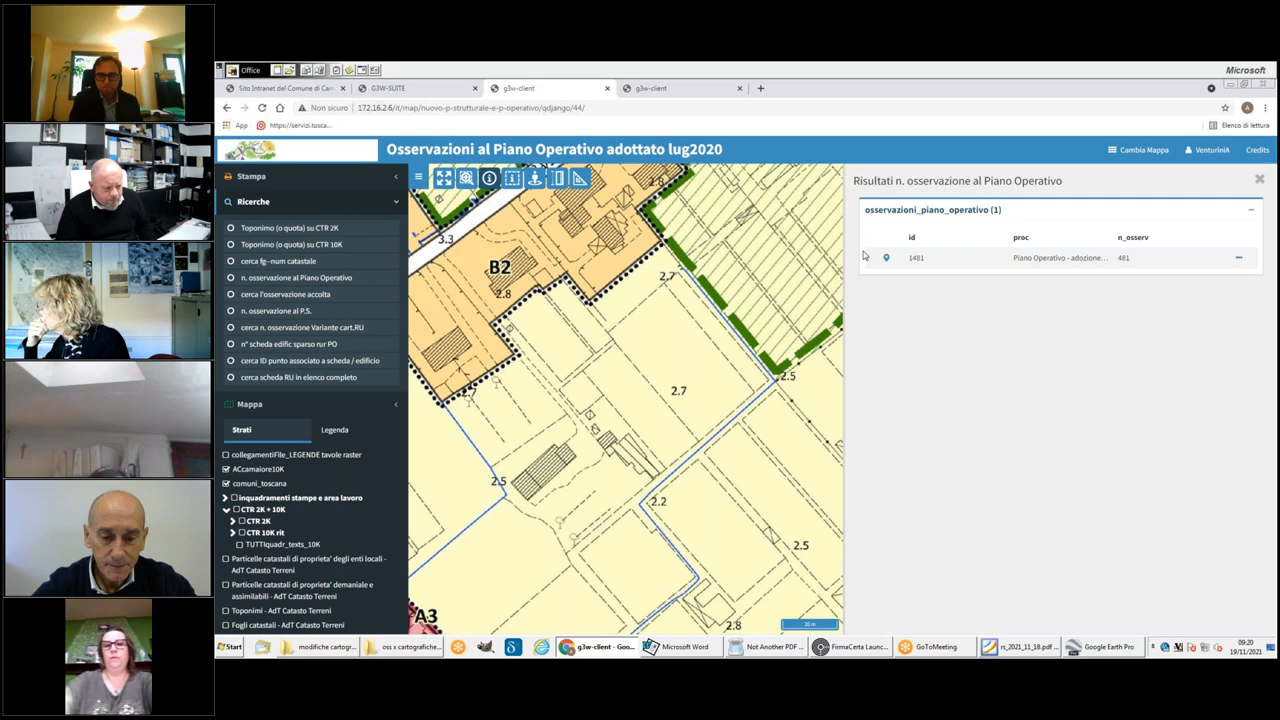 Office
Microsoft
Sito Intranet del Comune di Ca
G3W-SUITE
g3w-client
g3w-client
Non sicuro
172.16.2.6/it/map/nuovo-p-strutturale-e-p-operativo/qdjango/44/
App
https://servizi.tosca...
Elenco di lettura
Osservazioni al Piano Operativo adottato lug2020
Cambia Mappa
VenturiniA
Credits
Stampa
Ricerche
Toponimo (o quota) su CTR 2K
Toponimo (o quota) su CTR 10K
cerca fg--num catastale
n. osservazione al Piano Operativo
cerca l'osservazione accolta
n. osservazione al P.S.
cerca n. osservazione Variante cart.RU
n° scheda edific sparso rur PO
cerca ID punto associato a scheda / edificio
cerca scheda RU in elenco completo
Mappa
Strati
Legenda
collegamentiFile_LEGENDE tavole raster
ACcamaiore10K
comuni_toscana
inquadramenti stampe e area lavoro
CTR 2K + 10K
CTR 2K
CTR 10K rit
TUTTIquadr_texts_10K
Particelle catastali di proprieta' degli enti locali -
AdT Catasto Terreni
Particelle catastali di proprieta' demaniale e
assimilabili - AdT Catasto Terreni
Toponimi - AdT Catasto Terreni
Fogli catastali - AdT Catasto Terreni
2.8
3.3
B2
2.8
2.7
2.7
2.5
2.7
2.5
2.2
2.5
A3
2.8
20 m
Risultati n. osservazione al Piano Operativo
osservazioni_piano_operativo (1)
id
proc
n_osserv
1481
Piano Operativo - adozione...
481
Start
modifiche cartogr...
oss x cartografiche...
g3w-client - Goo...
Microsoft Word
Not Another PDF ...
FirmaCerta Launc...
GoToMeeting
rs_2021_11_18.pdf ...
Google Earth Pro
09:20
19/11/2021